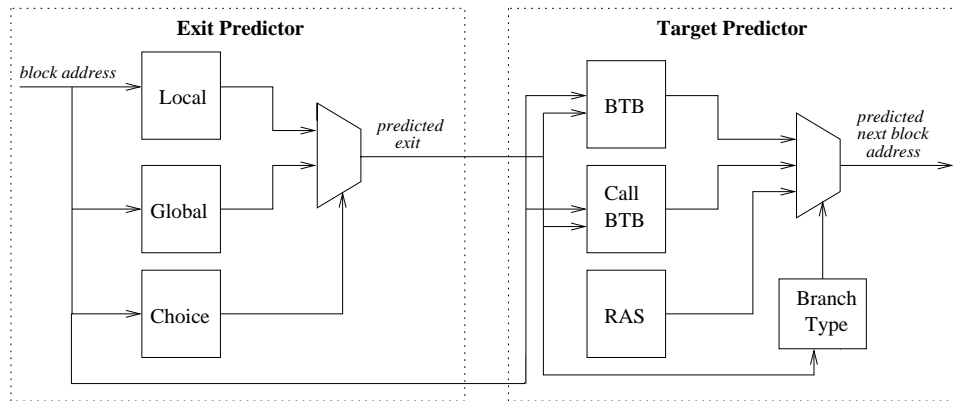 Exit Predictor
block address
Local
Global
Choice
predicted
exit
Target Predictor
BTB
Call
BTB
RAS
Branch
Type
predicted
next block
address